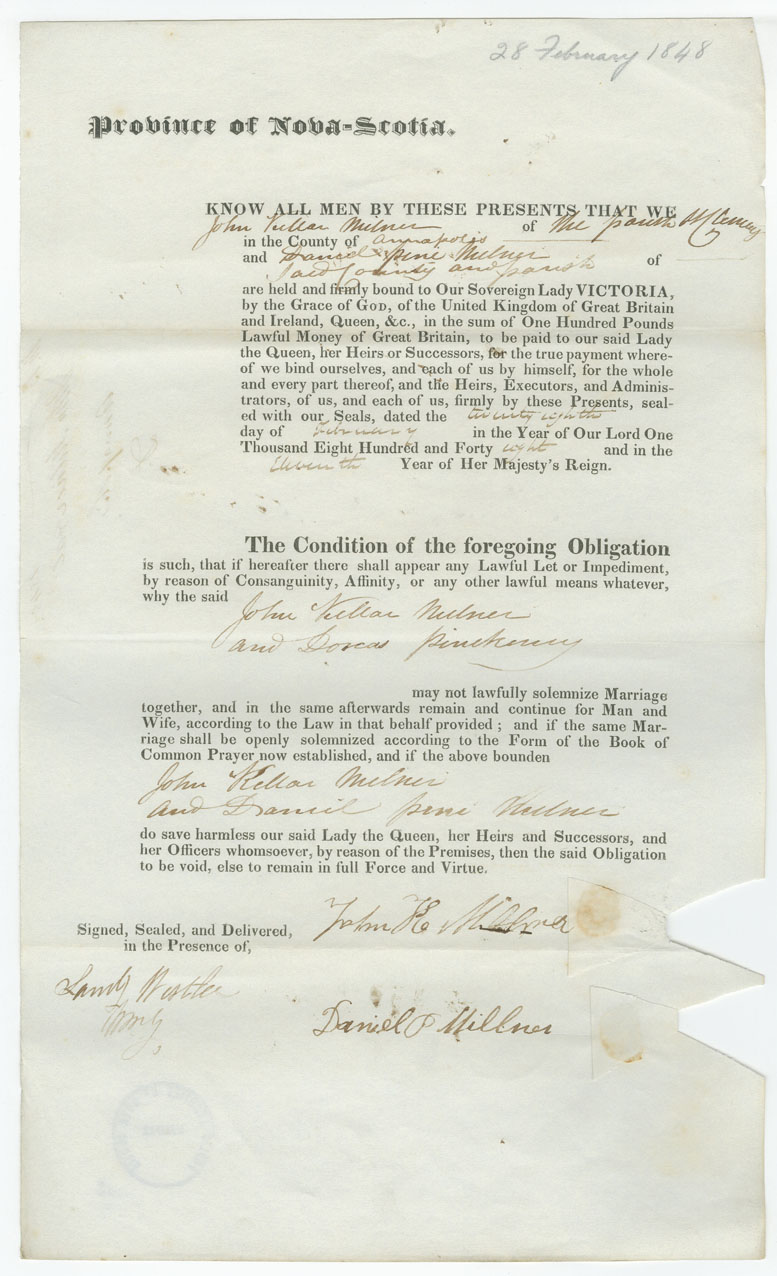 28 February 1848
Province of Nova-Scotia.
KNOW ALL MEN BY THESE PRESENTS THAT WE
John Kellar Milner of the parish
in the County of Annapolis
and Daniel pine Milner of
said County and parish
are held and firmly bound to Our Sovereign Lady VICTORIA,
by the Grace of GOD, of the United Kingdom of Great Britain
and Ireland, Queen, &c., in the sum of One Hundred Pounds
Lawful Money of Great Britain, to be paid to our said Lady
the Queen, her Heirs or Successors, for the true payment where-
of we bind ourselves, and each of us by himself, for the whole
and every part thereof, and the Heirs, Executors, and Adminis-
trators, of us, and each of us, firmly by these Presents, seal-
ed with our Seals, dated the twenty eighth
day of February in the Year of Our Lord One
Thousand Eight Hundred and Forty eight and in the
Eleventh Year of Her Majesty's Reign.
The Condition of the foregoing Obligation
is such, that if hereafter there shall appear any Lawful Let or Impediment,
by reason of Consanguinity, Affinity, or any other lawful means whatever,
why the said
John Kellar Milner
and Dorcas
may not lawfully solemnize Marriage
together, and in the same afterwards remain and continue for Man and
Wife, according to the Law in that behalf provided ; and if the same Mar-
riage shall be openly solemnized according to the Form of the Book of
Common Prayer now established, and if the above bounden
John Kellar Milner
and Daniel pine Milner
do save harmless our said Lady the Queen, her Heirs and Successors, and
her Officers whomsoever, by reason of the Premises, then the said Obligation
to be void, else to remain in full Force and Virtue.
Signed, Sealed, and Delivered,
in the Presence of,
John K Millner
Daniel P Millner